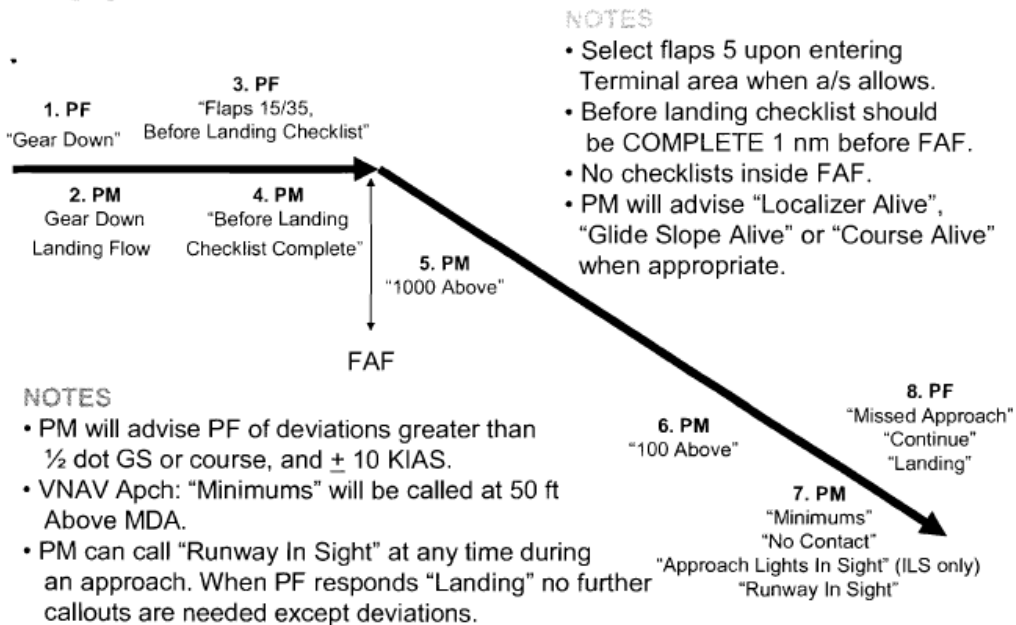 NOTES
• Select flaps 5 upon entering
Terminal area when a/s allows.
• Before landing checklist should
be COMPLETE 1 nm before FAF.
• No checklists inside FAF.
• PM will advise “Localizer Alive”,
“Glide Slope Alive” or “Course Alive”
when appropriate.
1. PF
“Gear Down”
3. PF
“Flaps 15/35,
Before Landing Checklist”
2. PM
Gear Down
Landing Flow
4. PM
“Before Landing
Checklist Complete”
5. PM
“1000 Above”
FAF
NOTES
• PM will advise PF of deviations greater than
½ dot GS or course, and ± 10 KIAS.
• VNAV Apch: “Minimums” will be called at 50 ft
Above MDA.
• PM can call “Runway In Sight” at any time during
an approach. When PF responds “Landing” no further
callouts are needed except deviations.
6. PM
“100 Above”
8. PF
“Missed Approach”
“Continue”
“Landing”
7. PM
“Minimums”
“No Contact”
“Approach Lights In Sight” (ILS only)
“Runway In Sight”